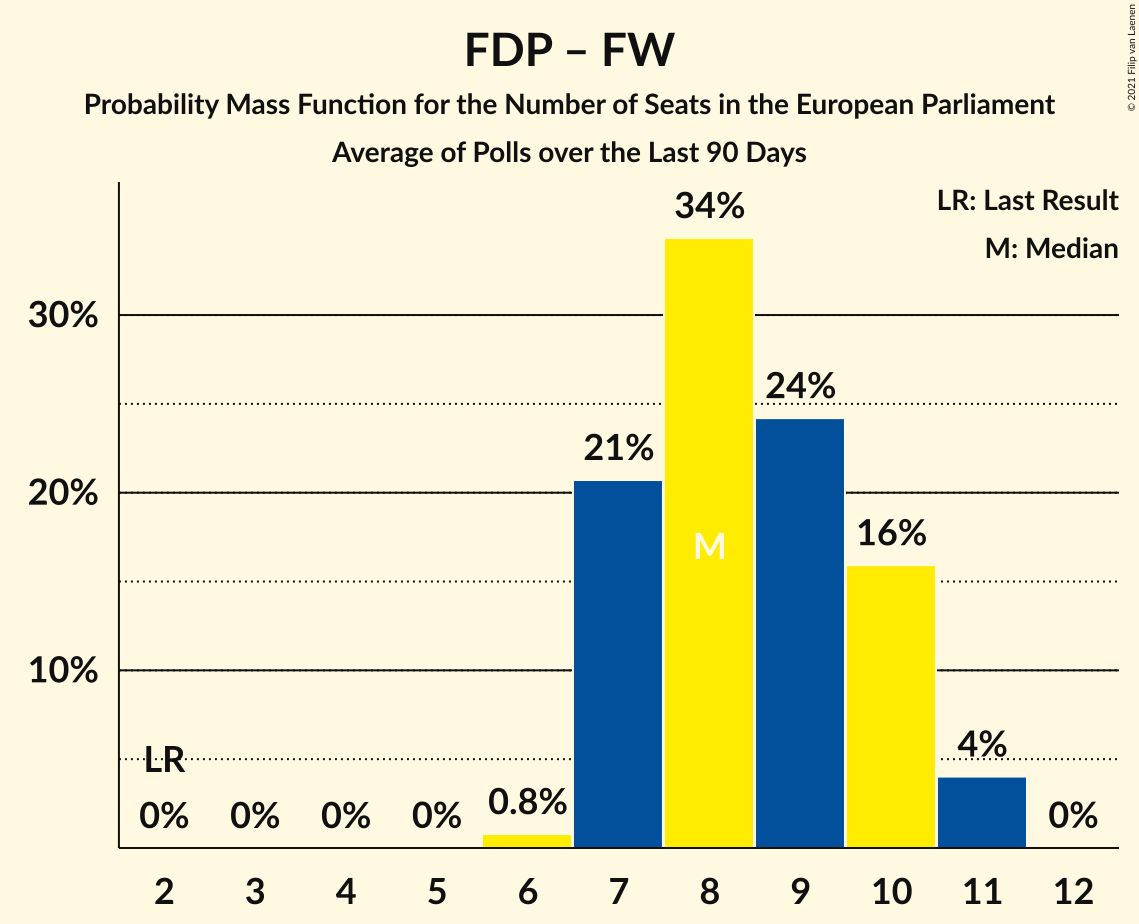 FDP – FW
Probability Mass Function for the Number of Seats in the European Parliament
Average of Polls over the Last 90 Days
© 2021 Filip van Laenen
LR: Last Result
M: Median
30%
20%
10%
LR
0%
0%
0%
0%
0.8%
21%
34%
M
24%
16%
4%
0%
2 3 4 5 6 7 8 9 10 11 12